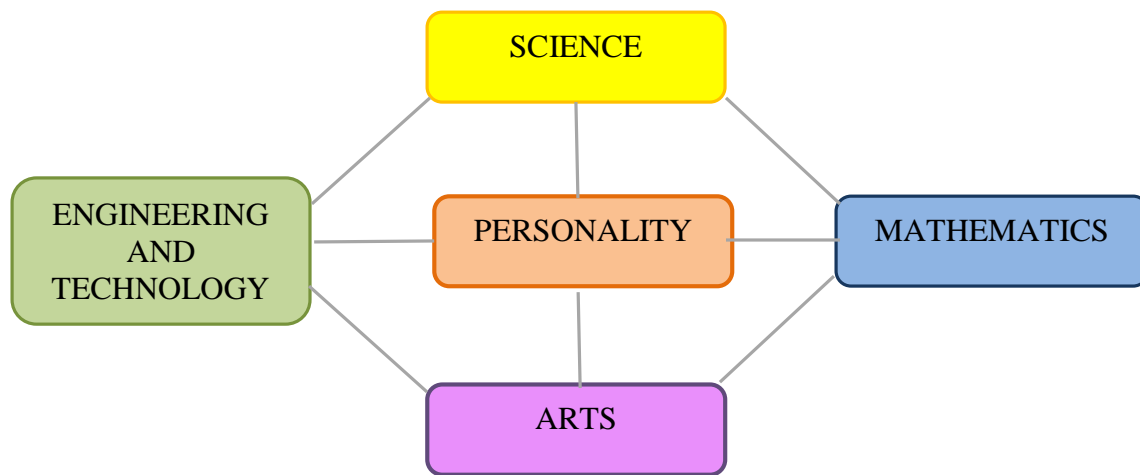 SCIENCE
ENGINEERING
AND
TECHNOLOGY
PERSONALITY
MATHEMATICS
ARTS